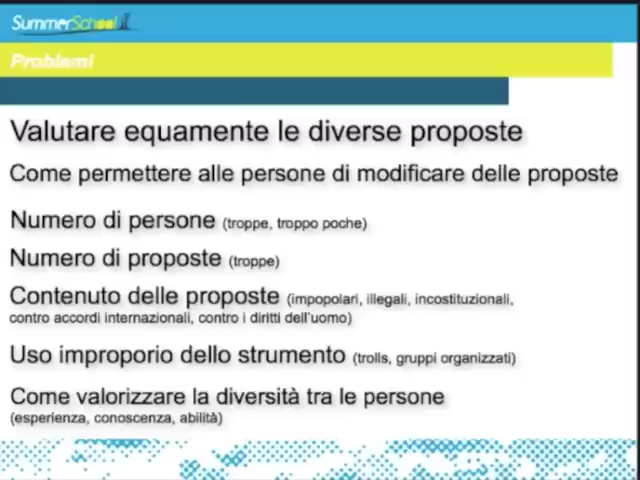 SummerSchool
Problemi
Valutare equamente le diverse proposte
Come permettere alle persone di modificare delle proposte
Numero di persone (troppe, troppo poche)
Numero di proposte (troppe)
Contenuto delle proposte (impopolari, illegali, incostituzionali,
contro accordi internazionali, contro i diritti dell'uomo)
Uso improporio dello strumento (trolls, gruppi organizzati)
Come valorizzare la diversità tra le persone
(esperienza, conoscenza, abilità)